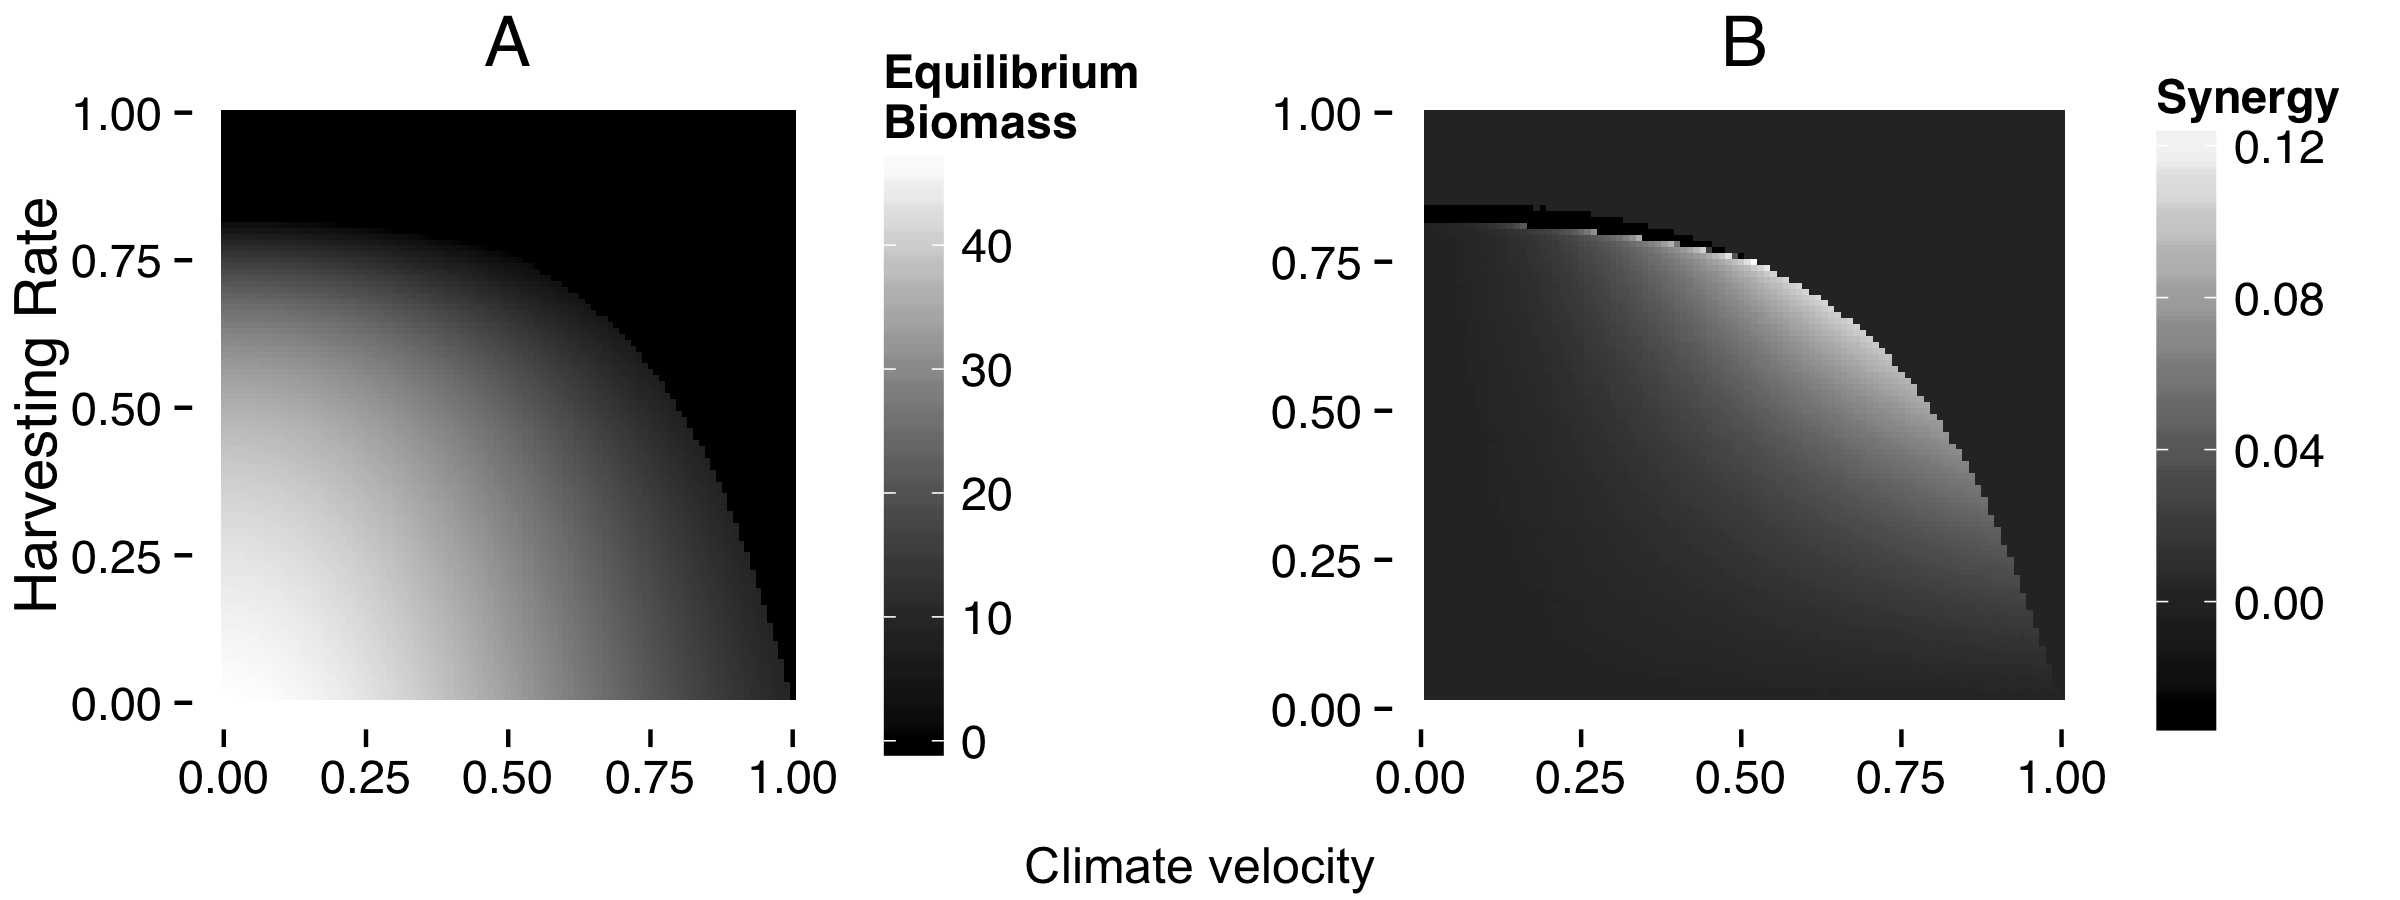 A
B
Equilibrium
Biomass
Synergy
Harvesting Rate
1.00
0.75
0.50
0.25
0.00
0.00 0.25 0.50 0.75 1.00
40
30
20
10
0
1.00
0.75
0.50
0.25
0.00
0.00 0.25 0.50 0.75 1.00
0.12
0.08
0.04
0.00
Climate velocity